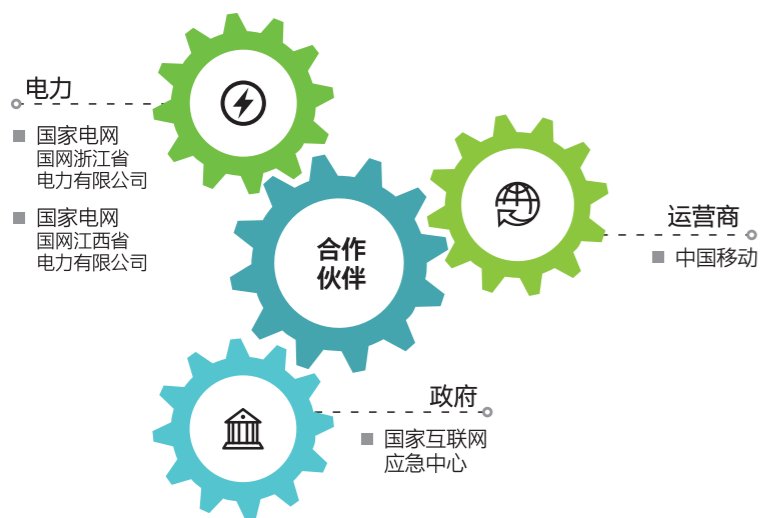 电力
国家电网
国网浙江省
电力有限公司
国家电网
国网江西省
电力有限公司
合作
伙伴
运营商
中国移动
政府
国家互联网
应急中心